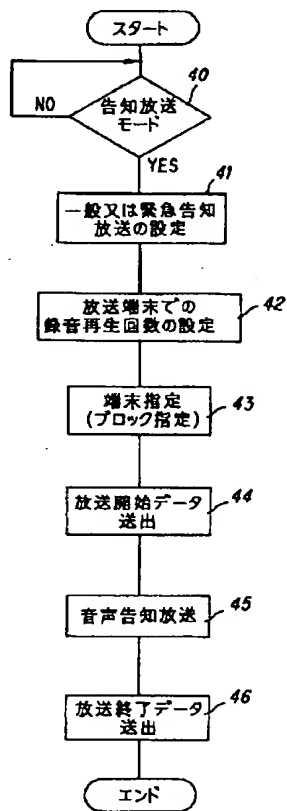 スタート
40
告知放送
モード
NO
YES
41
一般又は緊急告知
放送の設定
放送端末での
録音再生回数の設定
42
端末指定
(ブロック指定)
43
放送開始データ
送出
44
音声告知放送
45
放送終了データ
送出
46
エンド